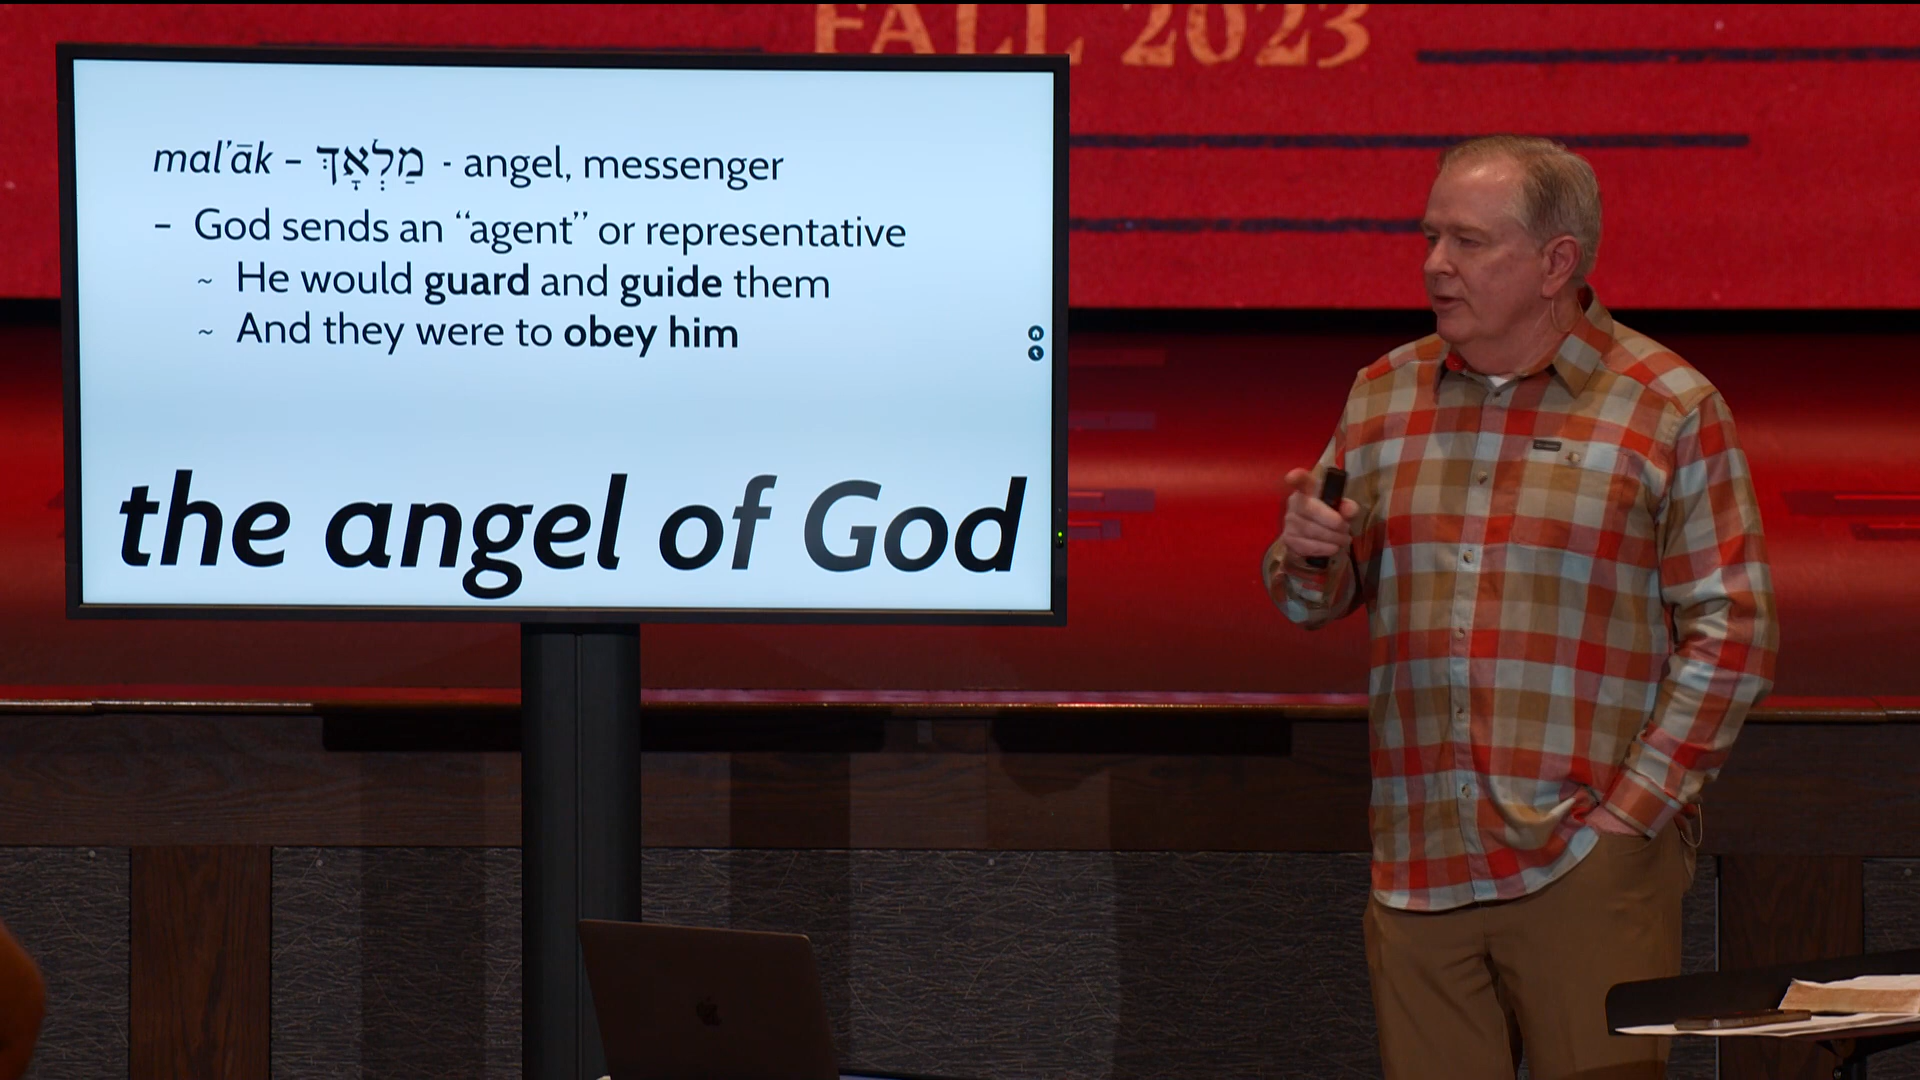 FALL 2023
mal’āk – מַלְאָךְ - angel, messenger
– God sends an “agent” or representative
~ He would guard and guide them
~ And they were to obey him
the angel of God